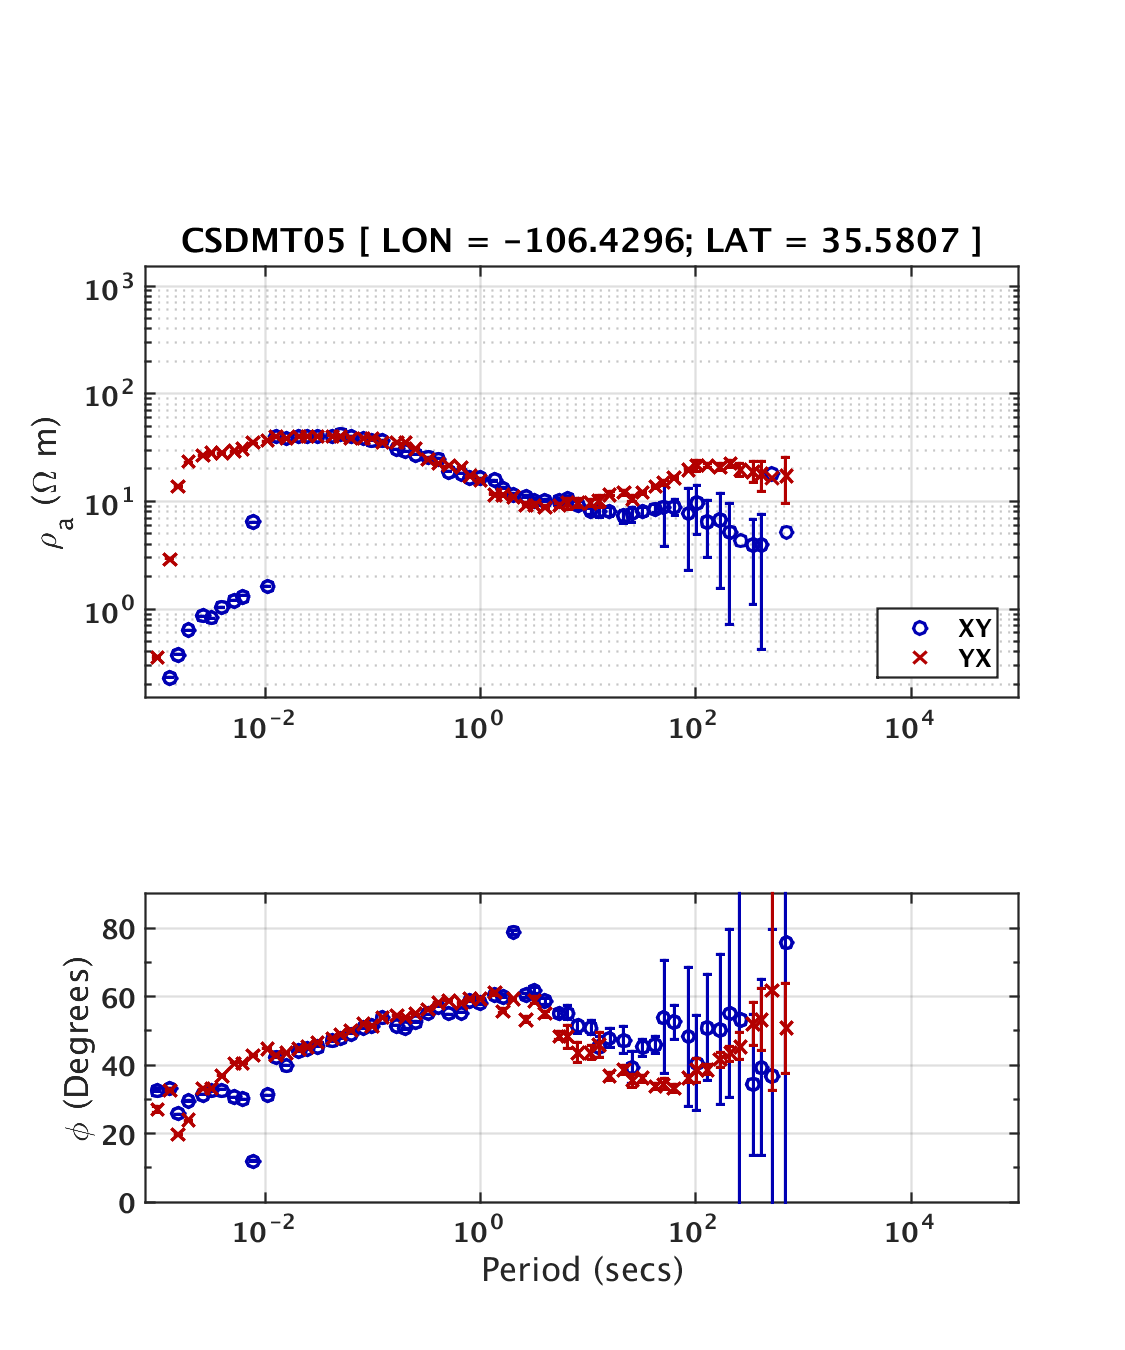 CSDMT05 [ LON = -106.4296; LAT = 35.5807 ]
10³
10²
10¹
10⁰
ρa (Ω m)
XY
YX
10⁻² 10⁰ 10² 10⁴
80
60
40
20
0
ϕ (Degrees)
10⁻² 10⁰ 10² 10⁴
Period (secs)